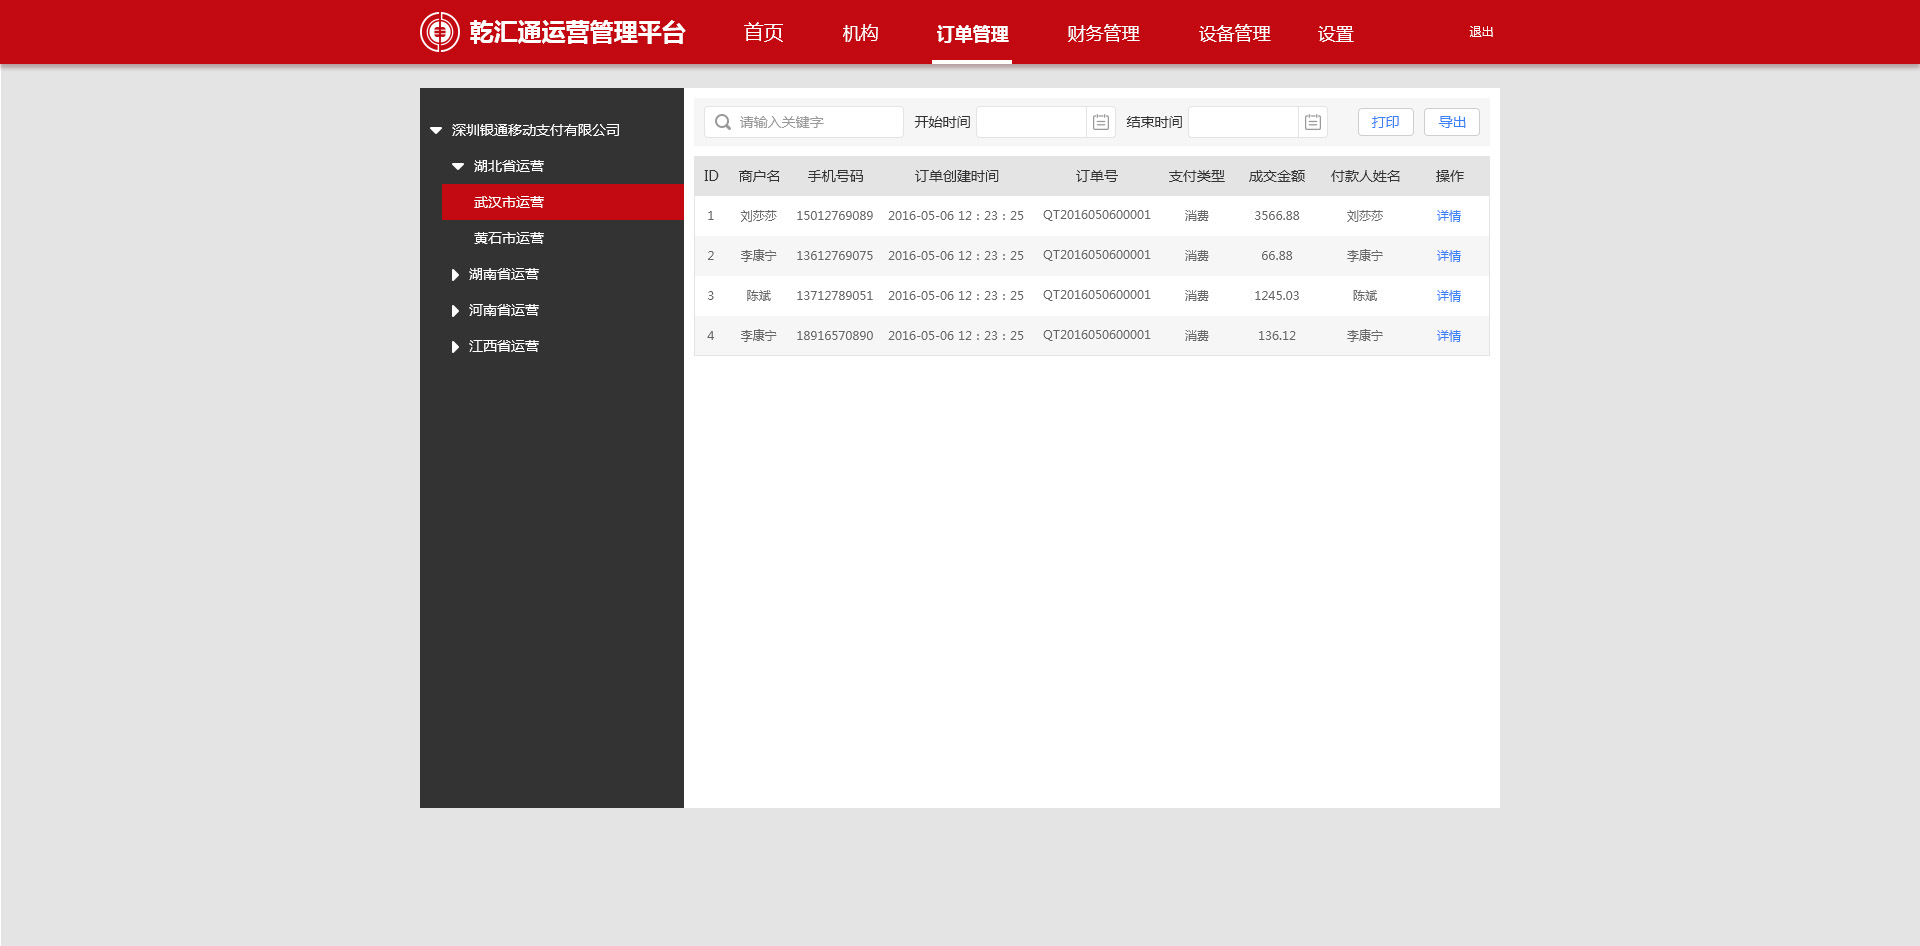 乾汇通运营管理平台 首页 机构 订单管理 财务管理 设备管理 设置 退出
深圳银通移动支付有限公司
湖北省运营
武汉市运营
黄石市运营
湖南省运营
河南省运营
江西省运营
请输入关键字 开始时间 结束时间 打印 导出
ID 商户名 手机号码 订单创建时间 订单号 支付类型 成交金额 付款人姓名 操作
1 刘莎莎 15012769089 2016-05-06 12：23：25 QT2016050600001 消费 3566.88 刘莎莎 详情
2 李康宁 13612769075 2016-05-06 12：23：25 QT2016050600001 消费 66.88 李康宁 详情
3 陈斌 13712789051 2016-05-06 12：23：25 QT2016050600001 消费 1245.03 陈斌 详情
4 李康宁 18916570890 2016-05-06 12：23：25 QT2016050600001 消费 136.12 李康宁 详情